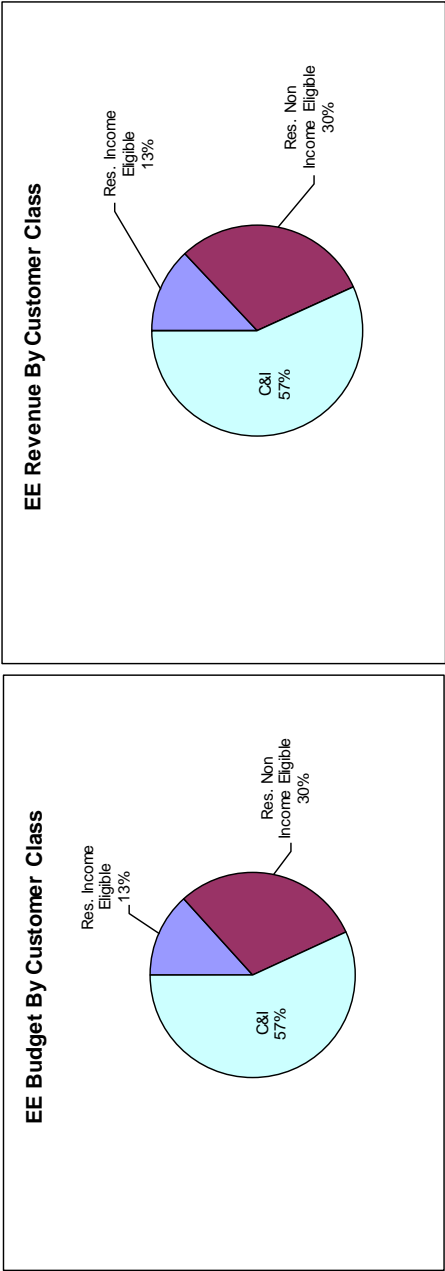 EE Budget By Customer Class
Res. Income
Eligible
13%
Res. Non
Income Eligible
30%
C&I
57%
EE Revenue By Customer Class
Res. Income
Eligible
13%
Res. Non
Income Eligible
30%
C&I
57%